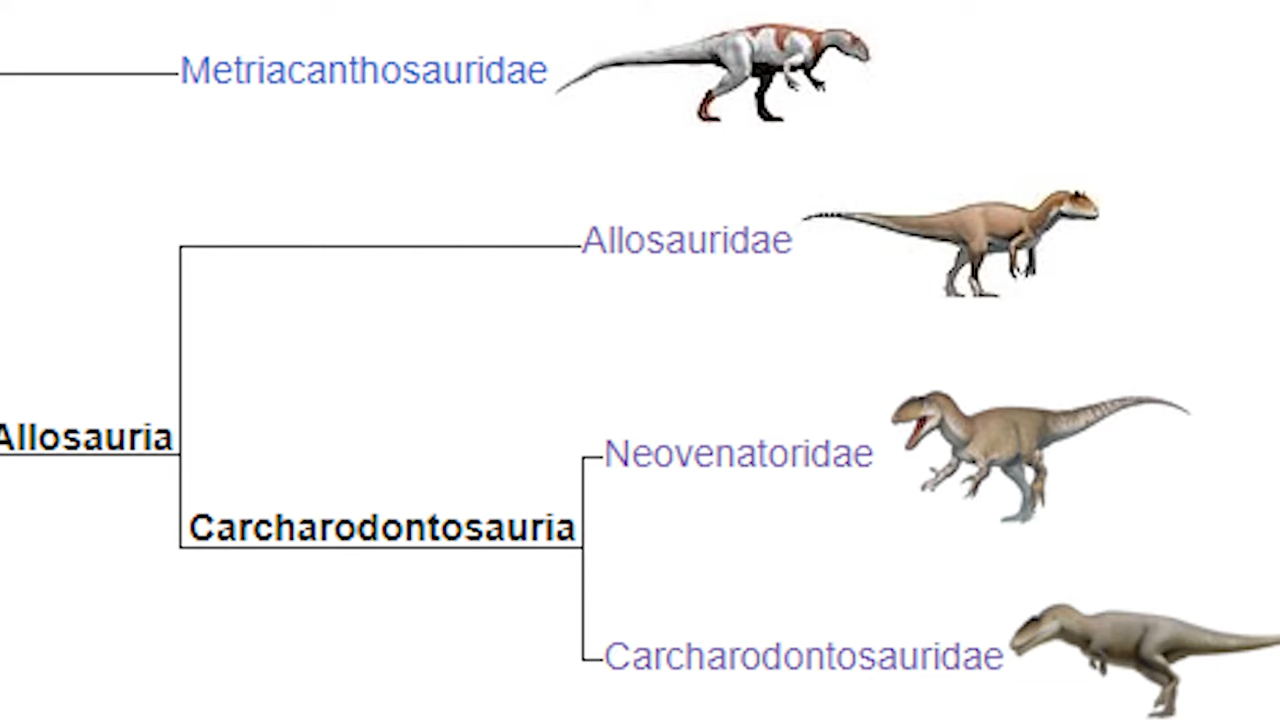 Metriacanthosauridae
Allosauridae
Allosauria
Neovenatoridae
Carcharodontosauria
Carcharodontosauridae